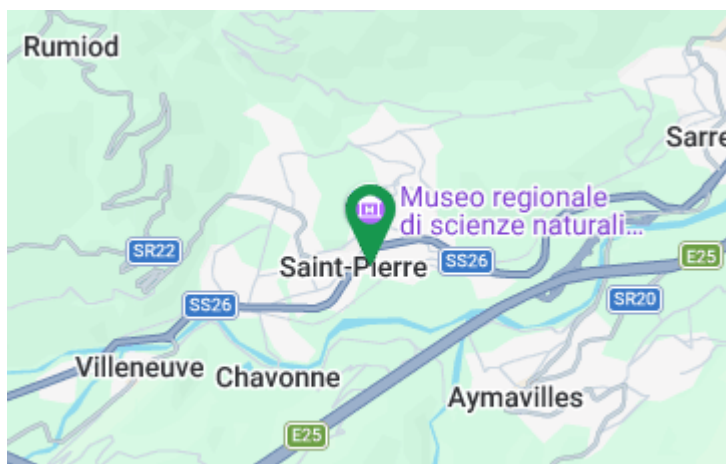 Rumiod
Sarre
Museo regionale
di scienze naturali...
SR22
Saint-Pierre
SS26
E25
SS26
SR20
Villeneuve
Chavonne
Aymavilles
E25